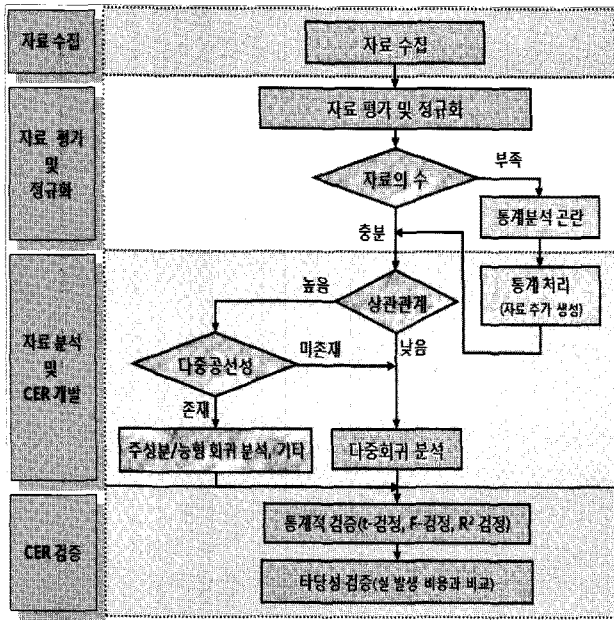 자료 수집
자료 수집
자료 평가
및
정규화
자료 평가 및 정규화
자료의 수
부족
통계분석 곤란
충분
자료 분석
및
CER 개발
통계 처리
(자료 추가 생성)
높음
상관관계
낮음
다중공선성
미존재
존재
주성분/능형 회귀 분석, 기타
다중회귀 분석
CER 검증
통계적 검증(t-검정, F-검정, R² 검정)
타당성 검증(실 발생 비용과 비교)